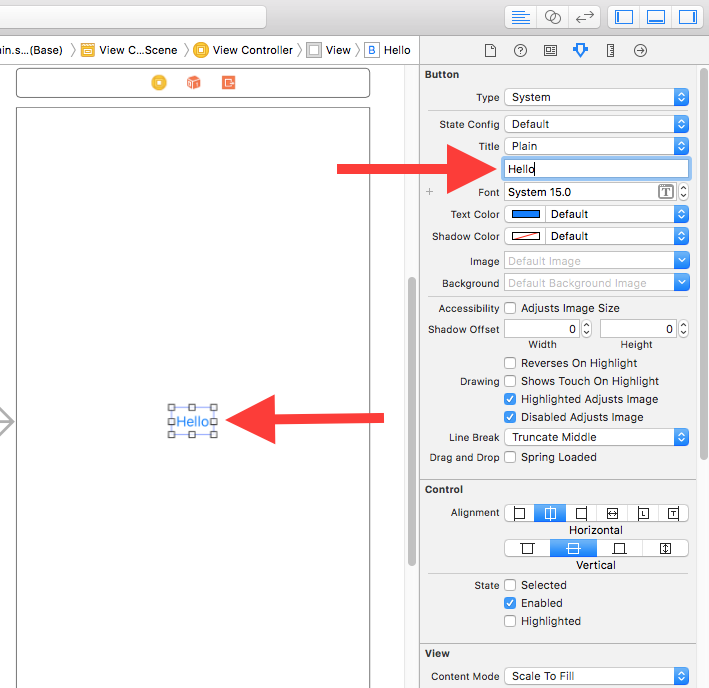 ain.s...(Base) View C...Scene View Controller View B Hello
Button
Type System
State Config Default
Title Plain
Hello
Hello
+ Font System 15.0 T
Text Color Default
Shadow Color Default
Image Default Image
Background Default Background Image
Accessibility Adjusts Image Size
Shadow Offset 0 0
Width Height
Reverses On Highlight
Drawing Shows Touch On Highlight
Highlighted Adjusts Image
Disabled Adjusts Image
Line Break Truncate Middle
Drag and Drop Spring Loaded
Control
Alignment L T
Horizontal
Vertical
State Selected
Enabled
Highlighted
View
Content Mode Scale To Fill